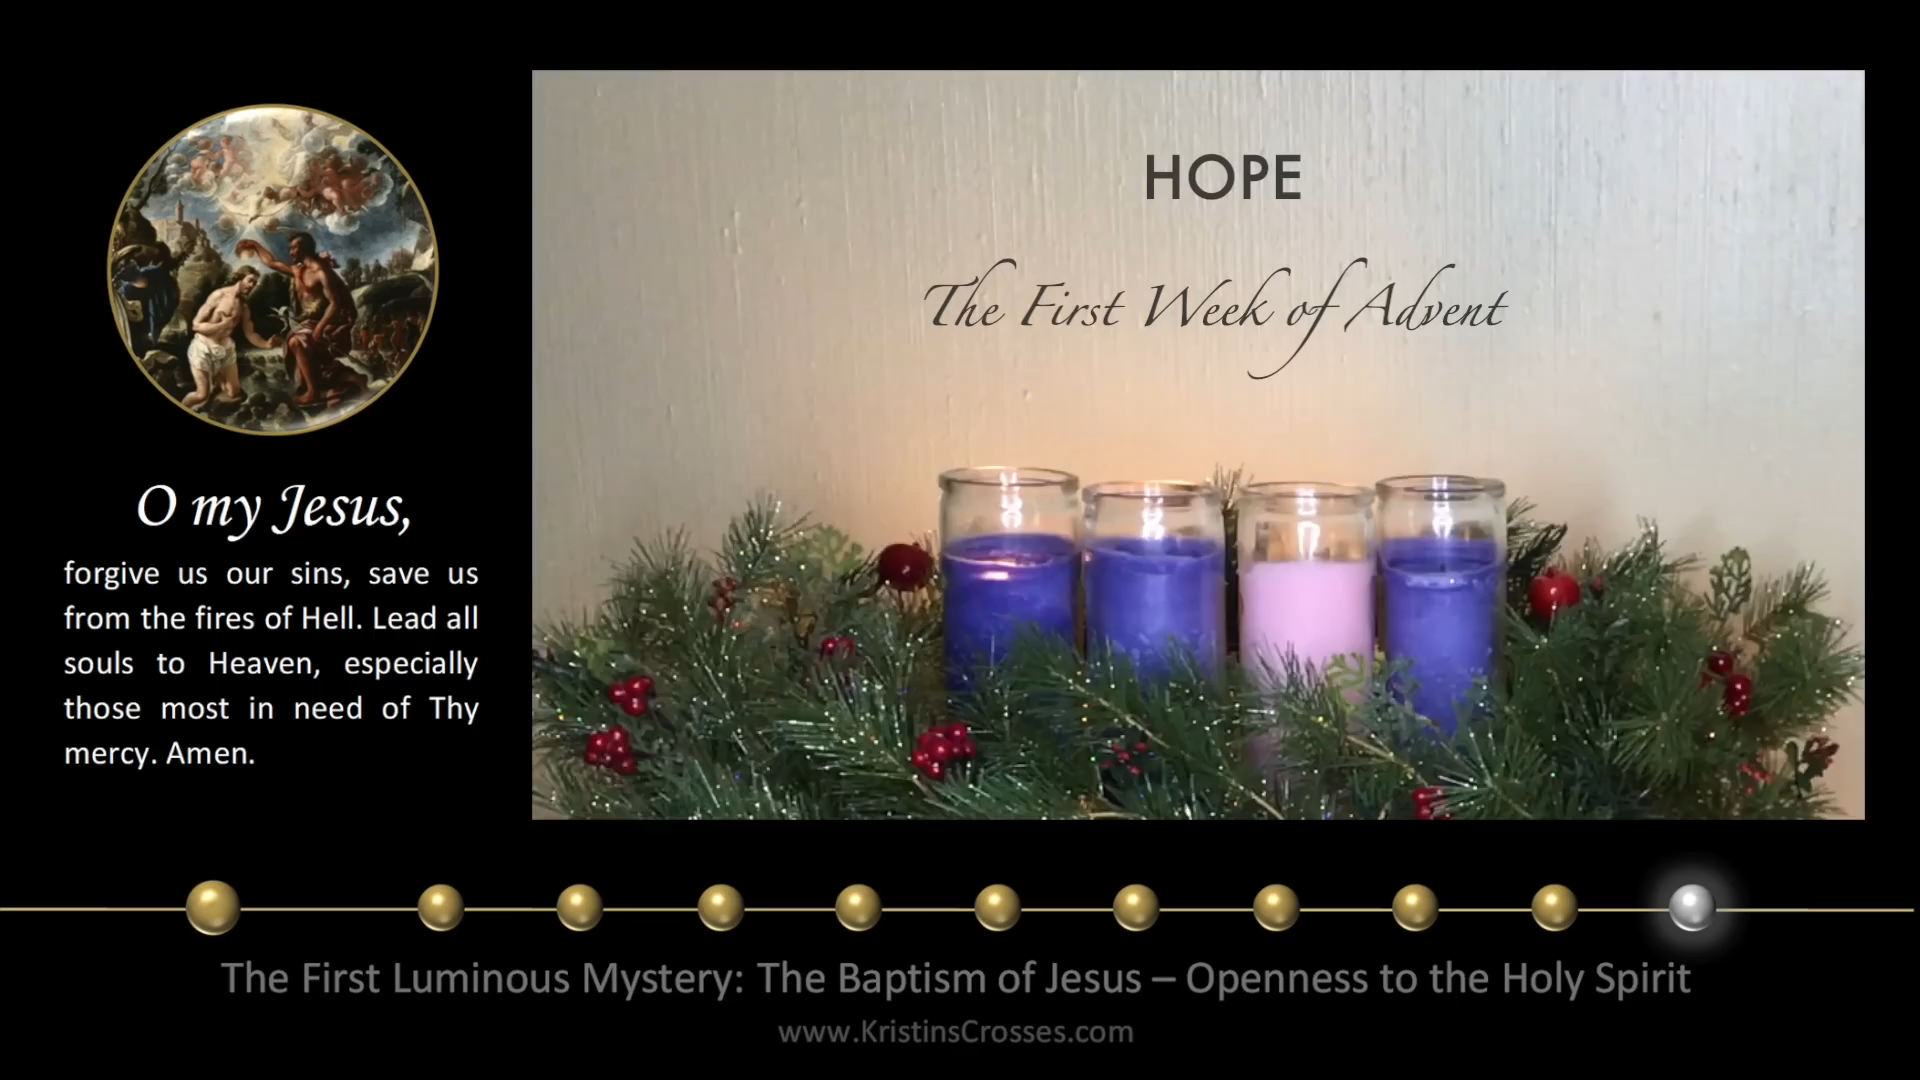 HOPE
The First Week of Advent
O my Jesus,
forgive us our sins, save us
from the fires of Hell. Lead all
souls to Heaven, especially
those most in need of Thy
mercy. Amen.
The First Luminous Mystery: The Baptism of Jesus – Openness to the Holy Spirit
www.KristinsCrosses.com